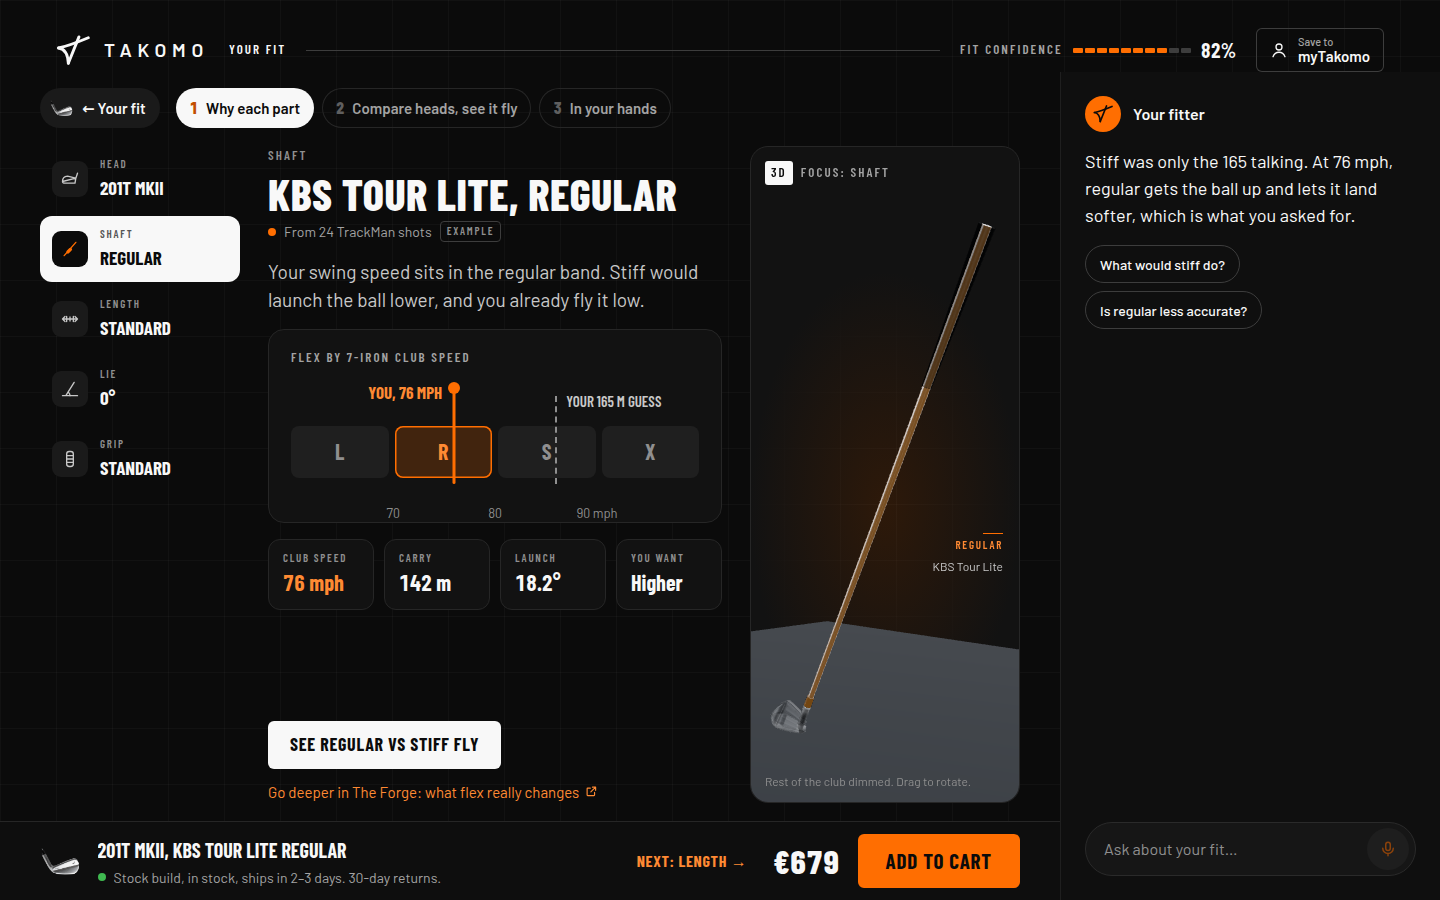 TAKOMO
YOUR FIT
FIT CONFIDENCE
82%
Save to
myTakomo
← Your fit
1 Why each part
2 Compare heads, see it fly
3 In your hands
HEAD
201T MKII
SHAFT
REGULAR
LENGTH
STANDARD
LIE
0°
GRIP
STANDARD
SHAFT
KBS TOUR LITE, REGULAR
From 24 TrackMan shots
EXAMPLE
Your swing speed sits in the regular band. Stiff would
launch the ball lower, and you already fly it low.
FLEX BY 7-IRON CLUB SPEED
YOU, 76 MPH
YOUR 165 M GUESS
L
R
S
X
70
80
90 mph
CLUB SPEED
76 mph
CARRY
142 m
LAUNCH
18.2°
YOU WANT
Higher
SEE REGULAR VS STIFF FLY
Go deeper in The Forge: what flex really changes
3D
FOCUS: SHAFT
REGULAR
KBS Tour Lite
Rest of the club dimmed. Drag to rotate.
Your fitter
Stiff was only the 165 talking. At 76 mph,
regular gets the ball up and lets it land
softer, which is what you asked for.
What would stiff do?
Is regular less accurate?
Ask about your fit...
201T MKII, KBS TOUR LITE REGULAR
Stock build, in stock, ships in 2–3 days. 30-day returns.
NEXT: LENGTH →
€679
ADD TO CART